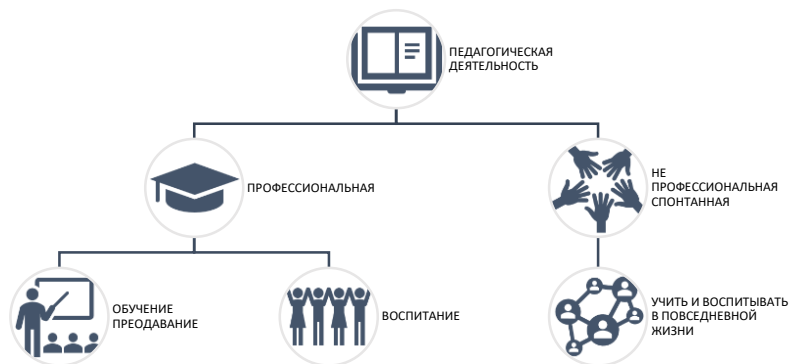 ПЕДАГОГИЧЕСКАЯ
ДЕЯТЕЛЬНОСТЬ
ПРОФЕССИОНАЛЬНАЯ
НЕ
ПРОФЕССИОНАЛЬНАЯ
СПОНТАННАЯ
ОБУЧЕНИЕ
ПРЕОДАВАНИЕ
ВОСПИТАНИЕ
УЧИТЬ И ВОСПИТЫВАТЬ
В ПОВСЕДНЕВНОЙ
ЖИЗНИ